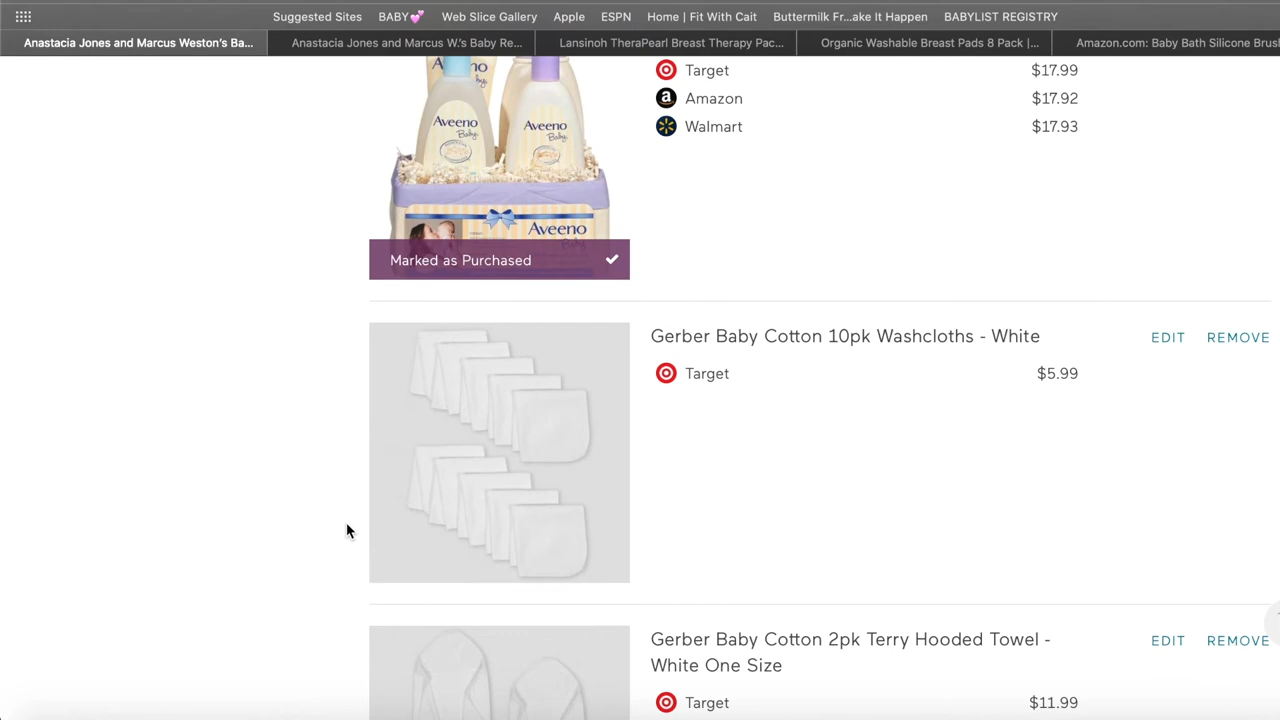 Suggested Sites BABY💕 Web Slice Gallery Apple ESPN Home | Fit With Cait Buttermilk Fr...ake It Happen BABYLIST REGISTRY
Anastacia Jones and Marcus Weston's Ba... Anastacia Jones and Marcus W.'s Baby Re... Lansinoh TheraPearl Breast Therapy Pac... Organic Washable Breast Pads 8 Pack |... Amazon.com: Baby Bath Silicone Brus
Target $17.99
Amazon $17.92
Walmart $17.93
Aveeno Baby Aveeno Baby
Aveeno
Baby
Marked as Purchased
Gerber Baby Cotton 10pk Washcloths - White EDIT REMOVE
Target $5.99
Gerber Baby Cotton 2pk Terry Hooded Towel - EDIT REMOVE
White One Size
Target $11.99